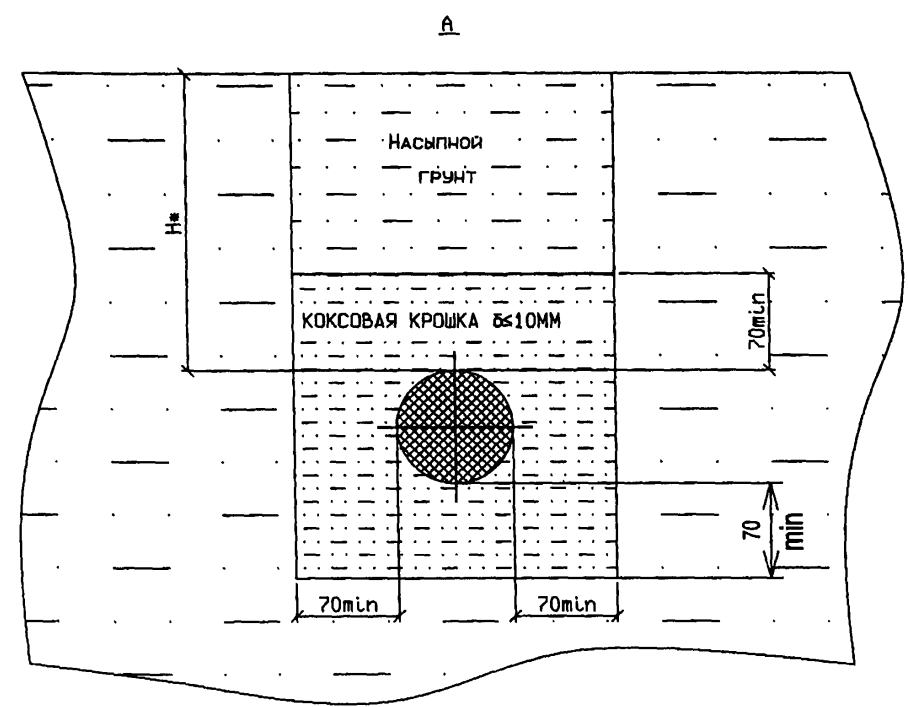 А
Насыпной
грунт
H*
КОКСОВАЯ КРОШКА δ≤10ММ
70min
70
min
70min
70min